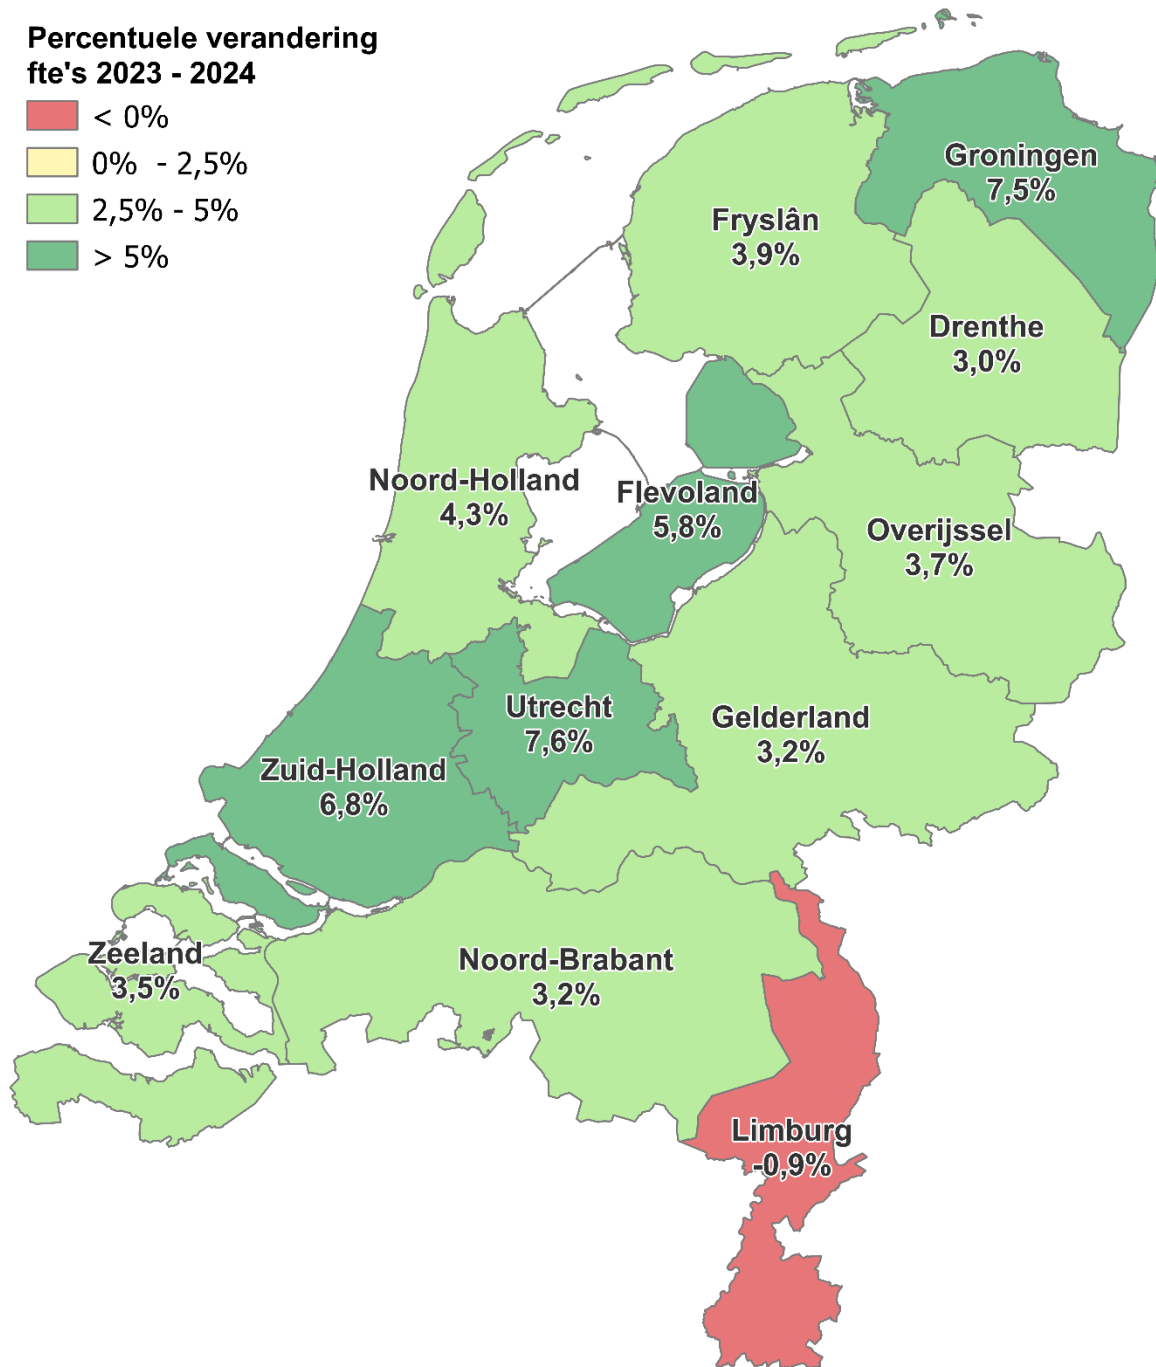 Percentuele verandering
fte's 2023 - 2024
< 0%
0% - 2,5%
2,5% - 5%
> 5%
Groningen
7,5%
Fryslân
3,9%
Drenthe
3,0%
Noord-Holland
4,3%
Flevoland
5,8%
Overijssel
3,7%
Utrecht
7,6%
Gelderland
3,2%
Zuid-Holland
6,8%
Zeeland
3,5%
Noord-Brabant
3,2%
Limburg
-0,9%